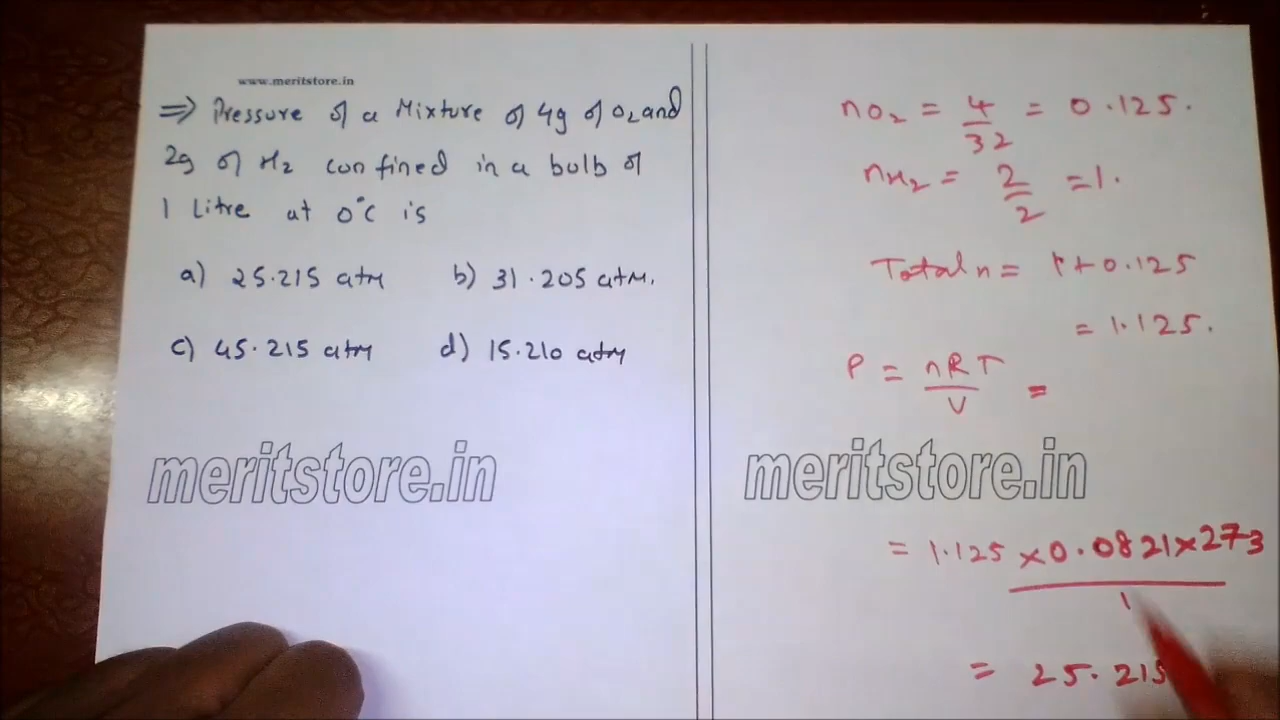 www.meritstore.in
⇒ Pressure of a Mixture of 4g of O₂ and
2g of H₂ confined in a bulb of
1 Litre at 0°C is
a) 25.215 atm b) 31.205 atm.
c) 45.215 atm d) 15.210 atm
meritstore.in
nO₂ = 4/32 = 0.125.
nH₂ = 2/2 = 1.
Total n = 1+0.125
= 1.125.
P = nRT/V =
meritstore.in
= 1.125 × 0.0821 × 273
1
= 25.215